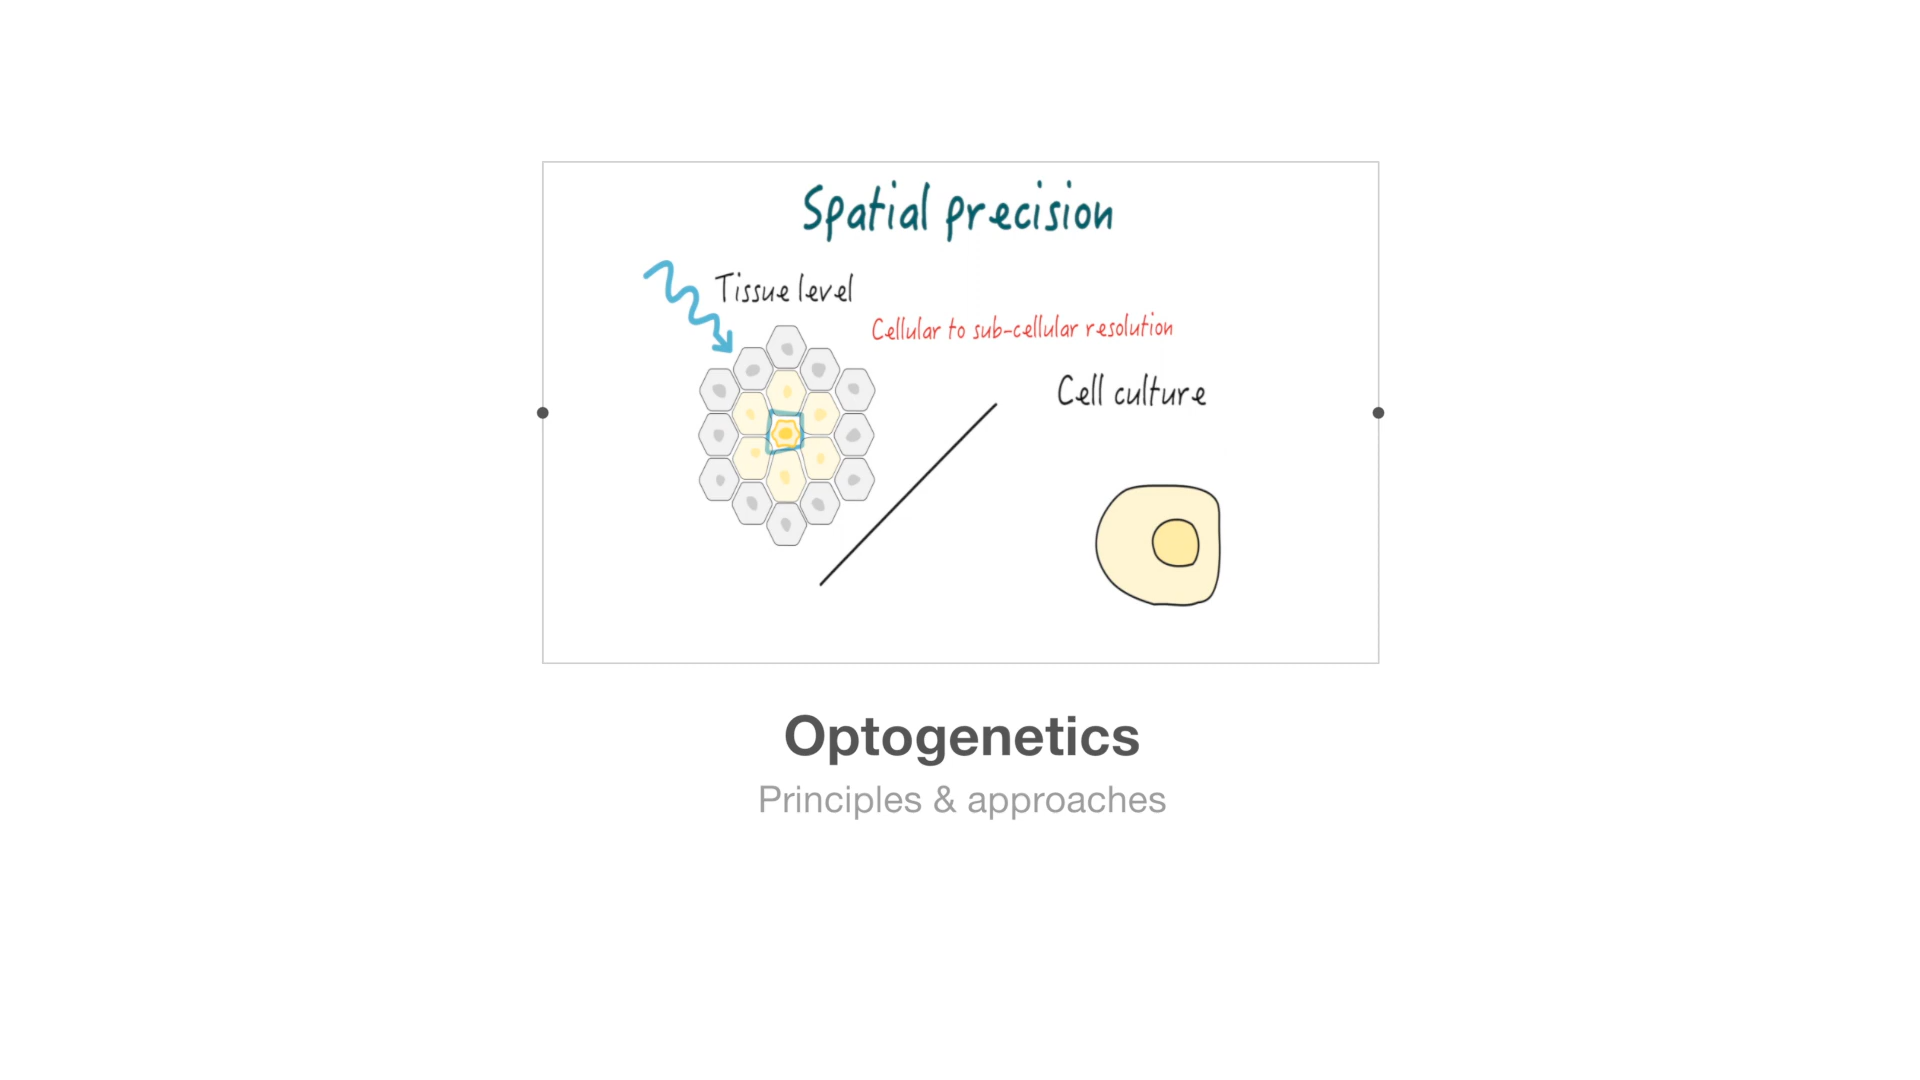 Spatial precision
Tissue level
Cellular to sub-cellular resolution
Cell culture
Optogenetics
Principles & approaches